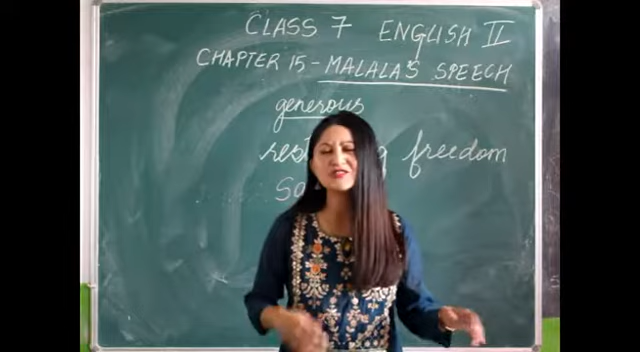 CLASS 7 ENGLISH II
CHAPTER 15 - MALALA'S SPEECH
generous
freedom